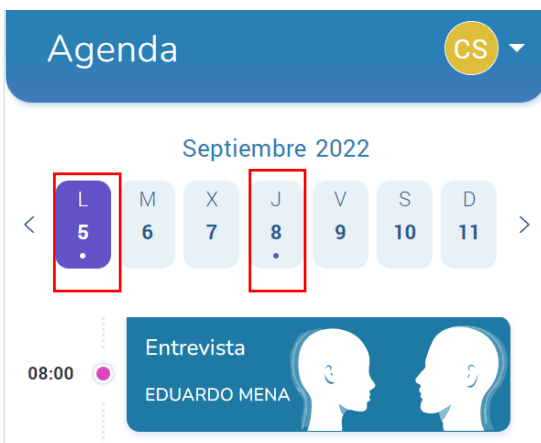 Agenda
CS
Septiembre 2022
L M X J V S D
5 6 7 8 9 10 11
08:00
Entrevista
EDUARDO MENA